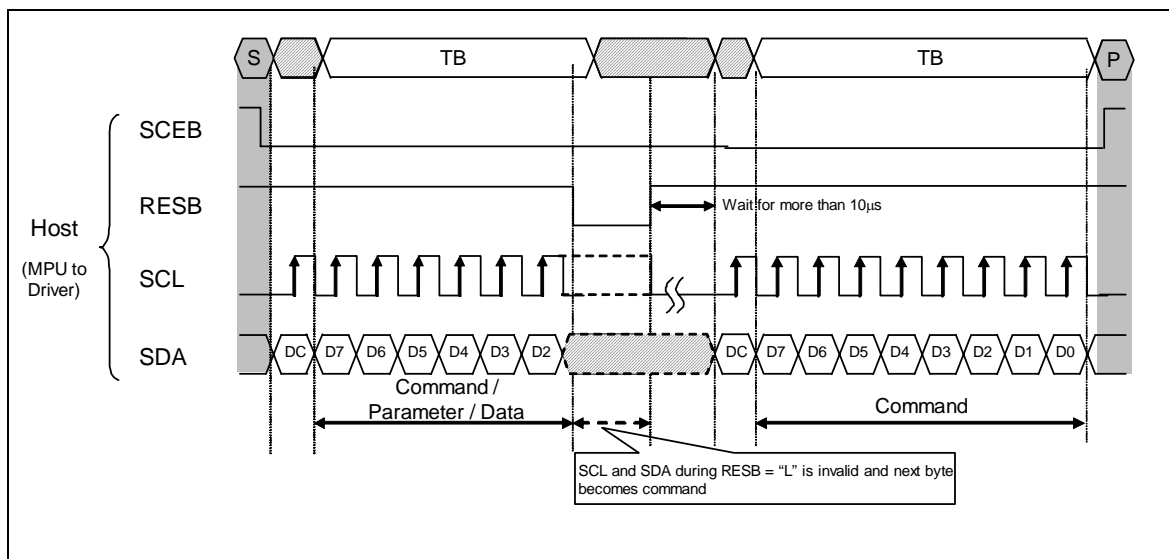 S TB TB P
SCEB
RESB
Wait for more than 10µs
Host
(MPU to
Driver)
SCL
SDA
DC D7 D6 D5 D4 D3 D2 DC D7 D6 D5 D4 D3 D2 D1 D0
Command /
Parameter / Data
Command
SCL and SDA during RESB = “L” is invalid and next byte
becomes command